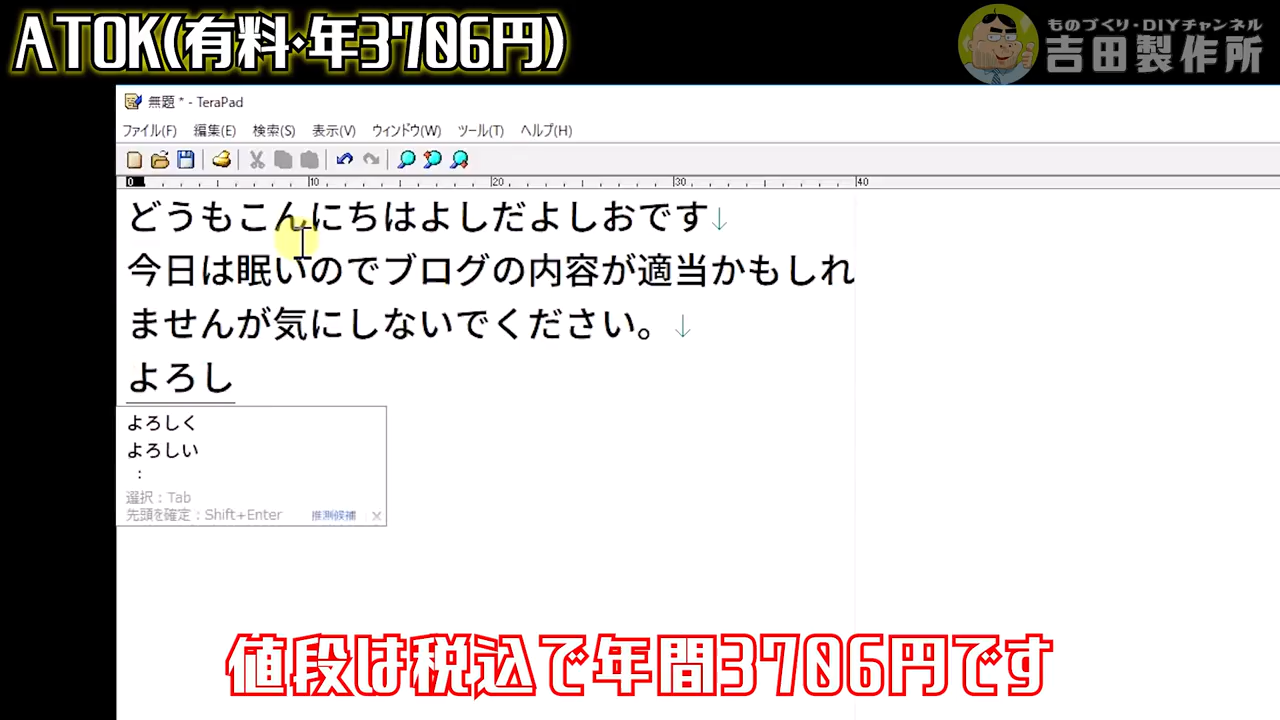 ATOK(有料・年3706円)
ものづくり・DIYチャンネル
吉田製作所
無題 * - TeraPad
ファイル(F) 編集(E) 検索(S) 表示(V) ウィンドウ(W) ツール(T) ヘルプ(H)
0 10 20 30 40
どうもこんにちはよしだよしおです↓
今日は眠いのでブログの内容が適当かもしれ
ませんが気にしないでください。↓
よろし
よろしく
よろしい
:
選択:Tab
先頭を確定:Shift+Enter 推測候補 ×
値段は税込で年間3706円です